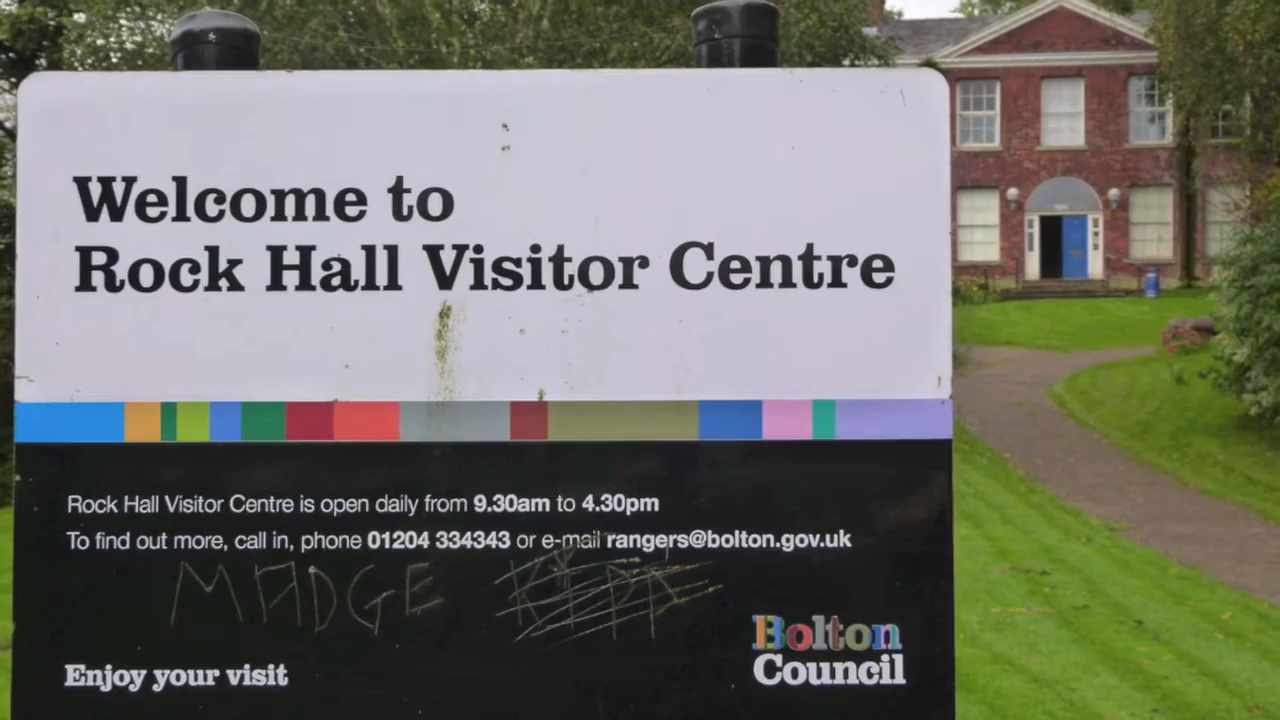 Welcome to
Rock Hall Visitor Centre
Rock Hall Visitor Centre is open daily from 9.30am to 4.30pm
To find out more, call in, phone 01204 334343 or e-mail rangers@bolton.gov.uk
MADGE
Enjoy your visit
Bolton
Council